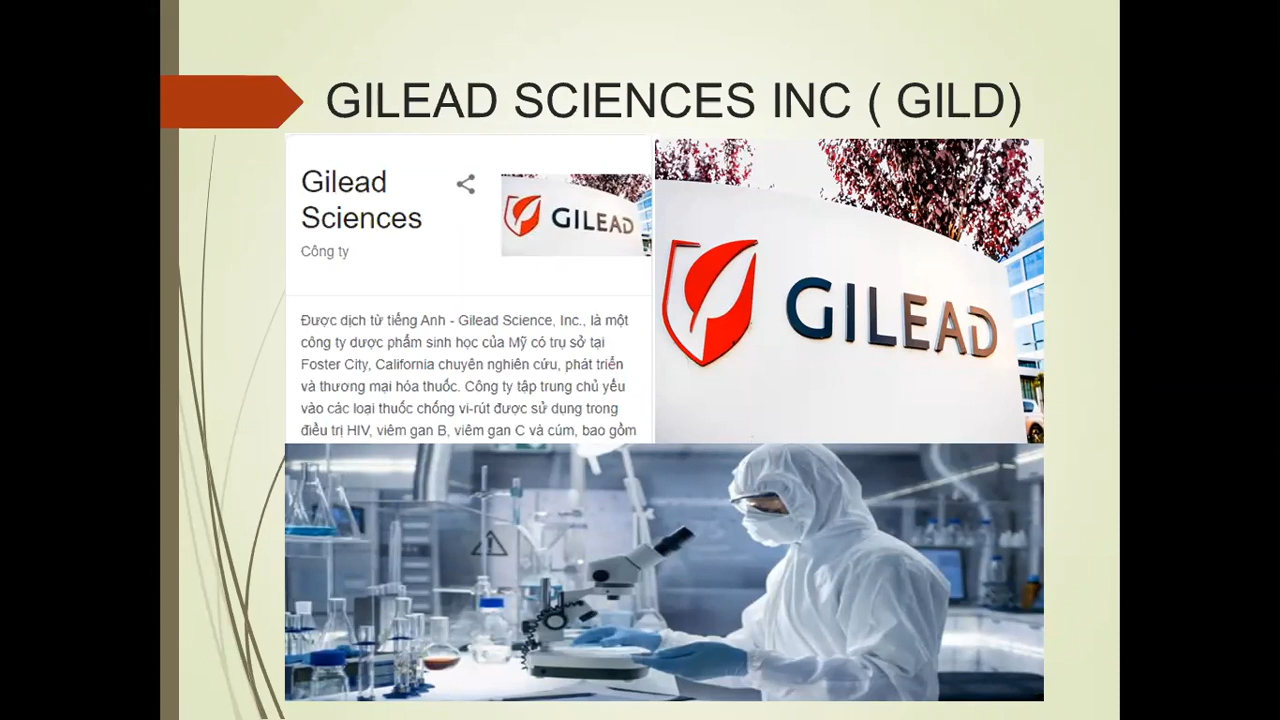 GILEAD SCIENCES INC ( GILD)
Gilead
Sciences
Công ty
GILEAD
Được dịch từ tiếng Anh - Gilead Science, Inc., là một
công ty dược phẩm sinh học của Mỹ có trụ sở tại
Foster City, California chuyên nghiên cứu, phát triển
và thương mại hóa thuốc. Công ty tập trung chủ yếu
vào các loại thuốc chống vi-rút được sử dụng trong
điều trị HIV, viêm gan B, viêm gan C và cúm, bao gồm
GILEAD